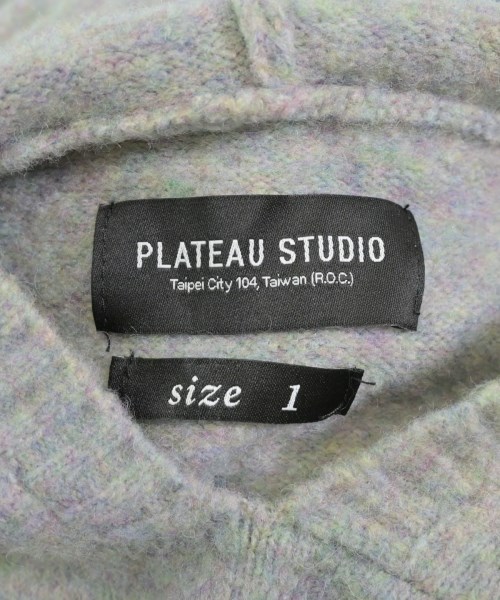 PLATEAU STUDIO
Taipei City 104, Taiwan (R.O.C.)
size 1